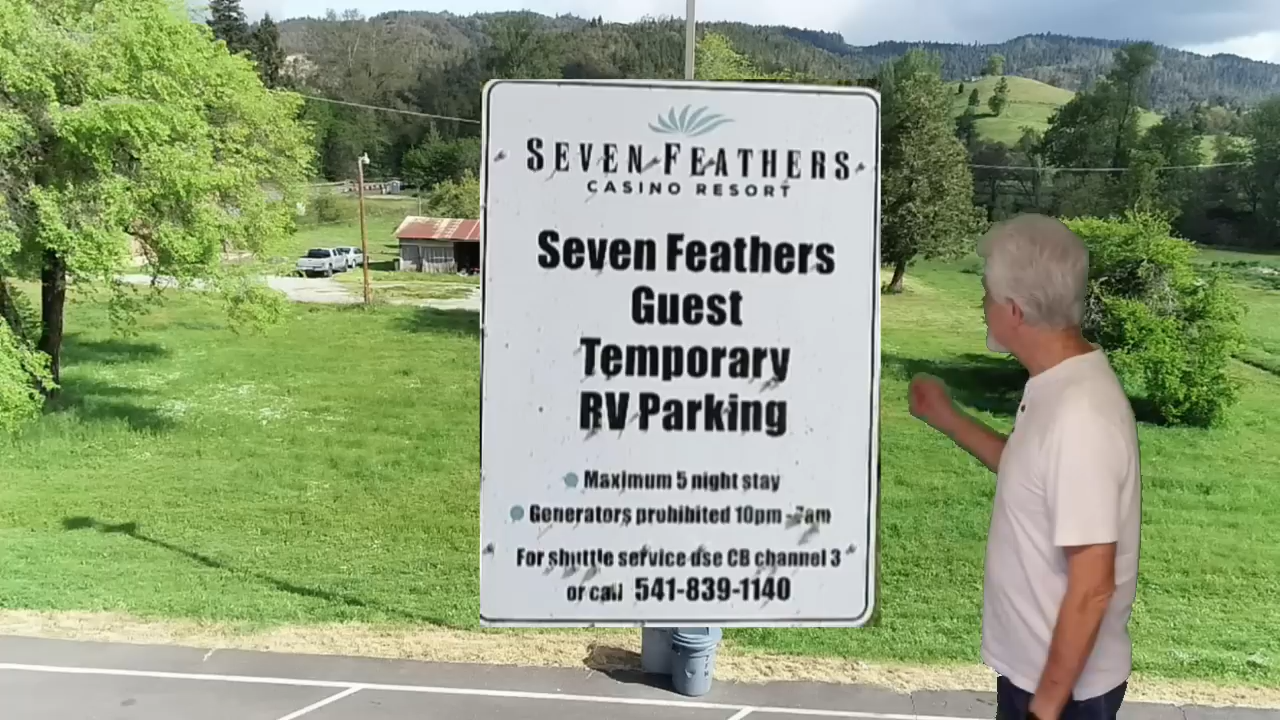 SEVEN FEATHERS
CASINO RESORT
Seven Feathers
Guest
Temporary
RV Parking
Maximum 5 night stay
Generators prohibited 10pm - 7am
For shuttle service use CB channel 3
or call 541-839-1140